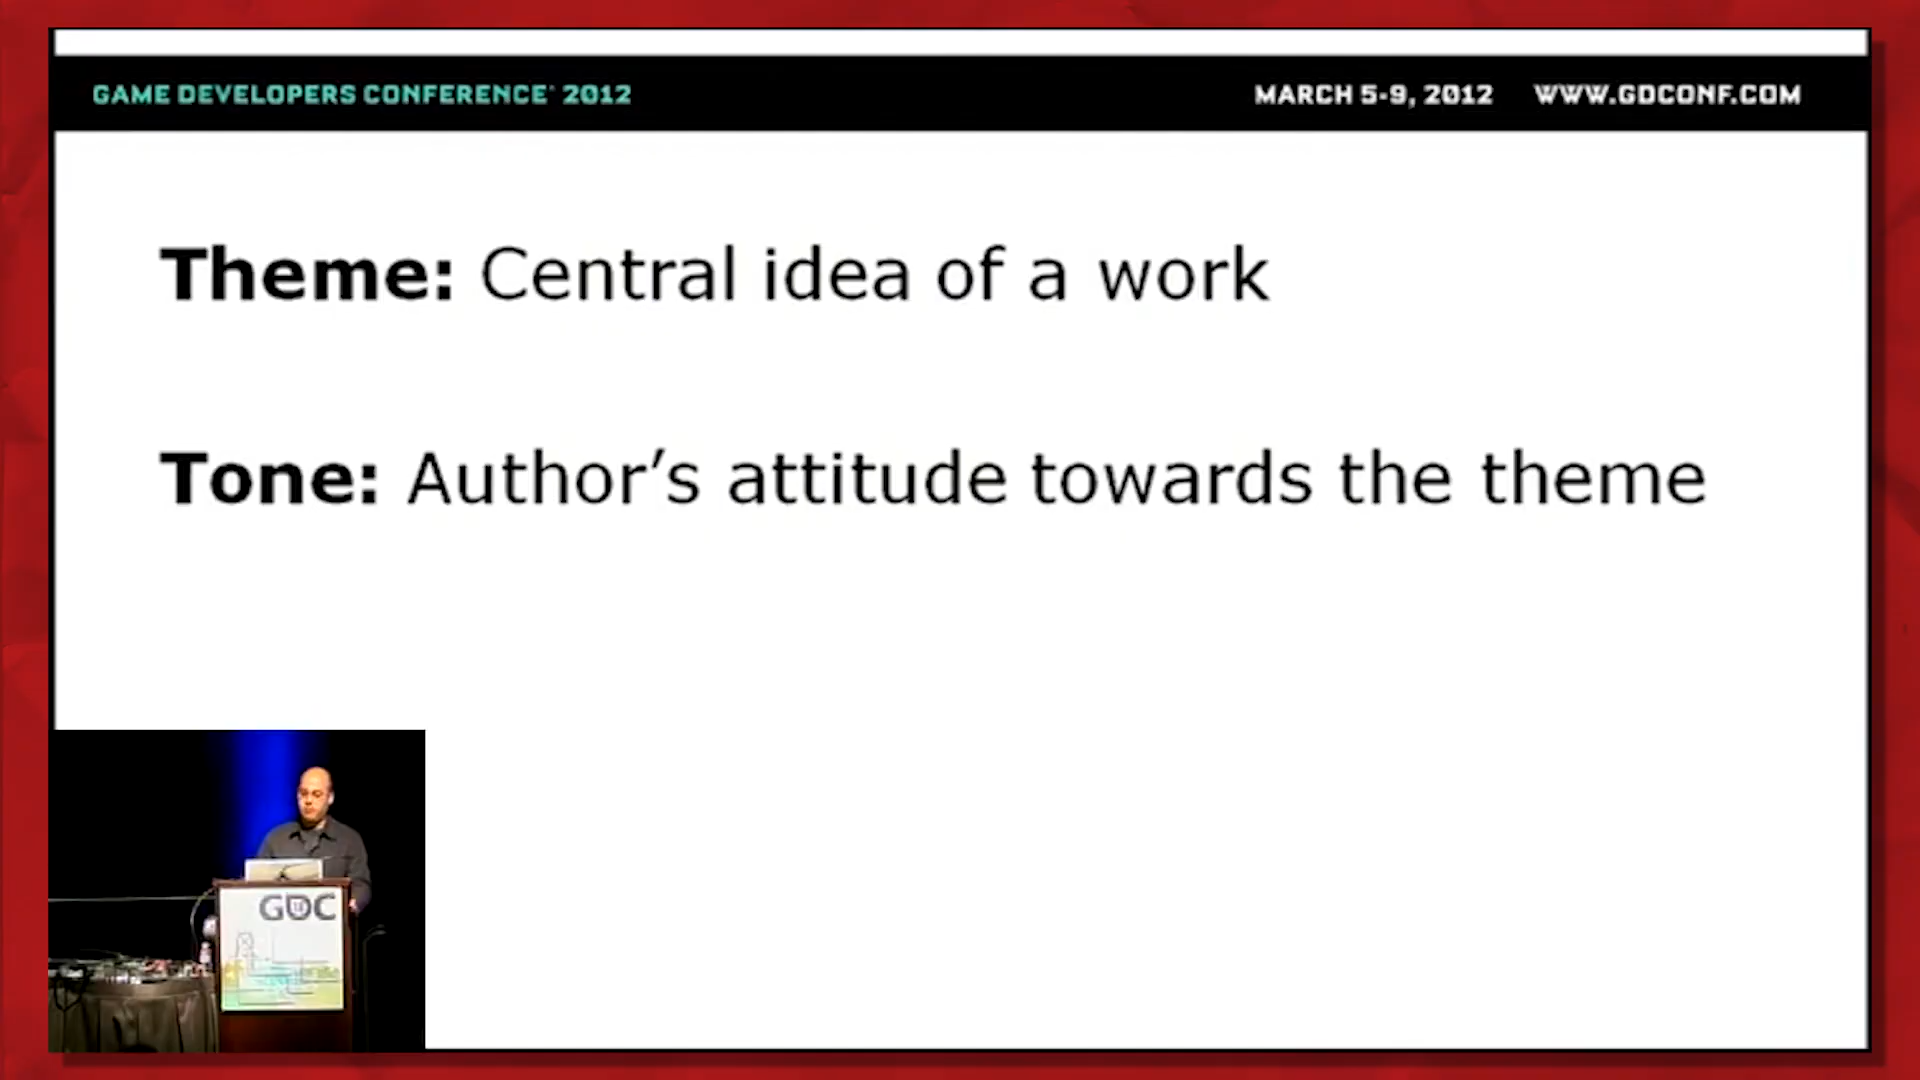 GAME DEVELOPERS CONFERENCE® 2012
MARCH 5-9, 2012 WWW.GDCONF.COM
Theme: Central idea of a work
Tone: Author’s attitude towards the theme
GDC